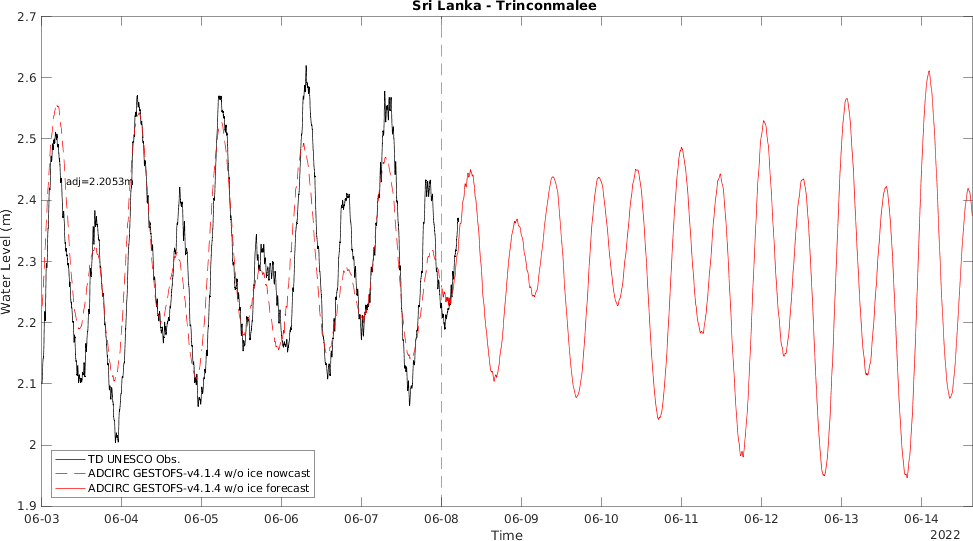 Sri Lanka - Trinconmalee
2.7
2.6
2.5
2.4
2.3
2.2
2.1
2
1.9
Water Level (m)
adj=2.2053m
TD UNESCO Obs.
ADCIRC GESTOFS-v4.1.4 w/o ice nowcast
ADCIRC GESTOFS-v4.1.4 w/o ice forecast
06-03 06-04 06-05 06-06 06-07 06-08 06-09 06-10 06-11 06-12 06-13 06-14
2022
Time